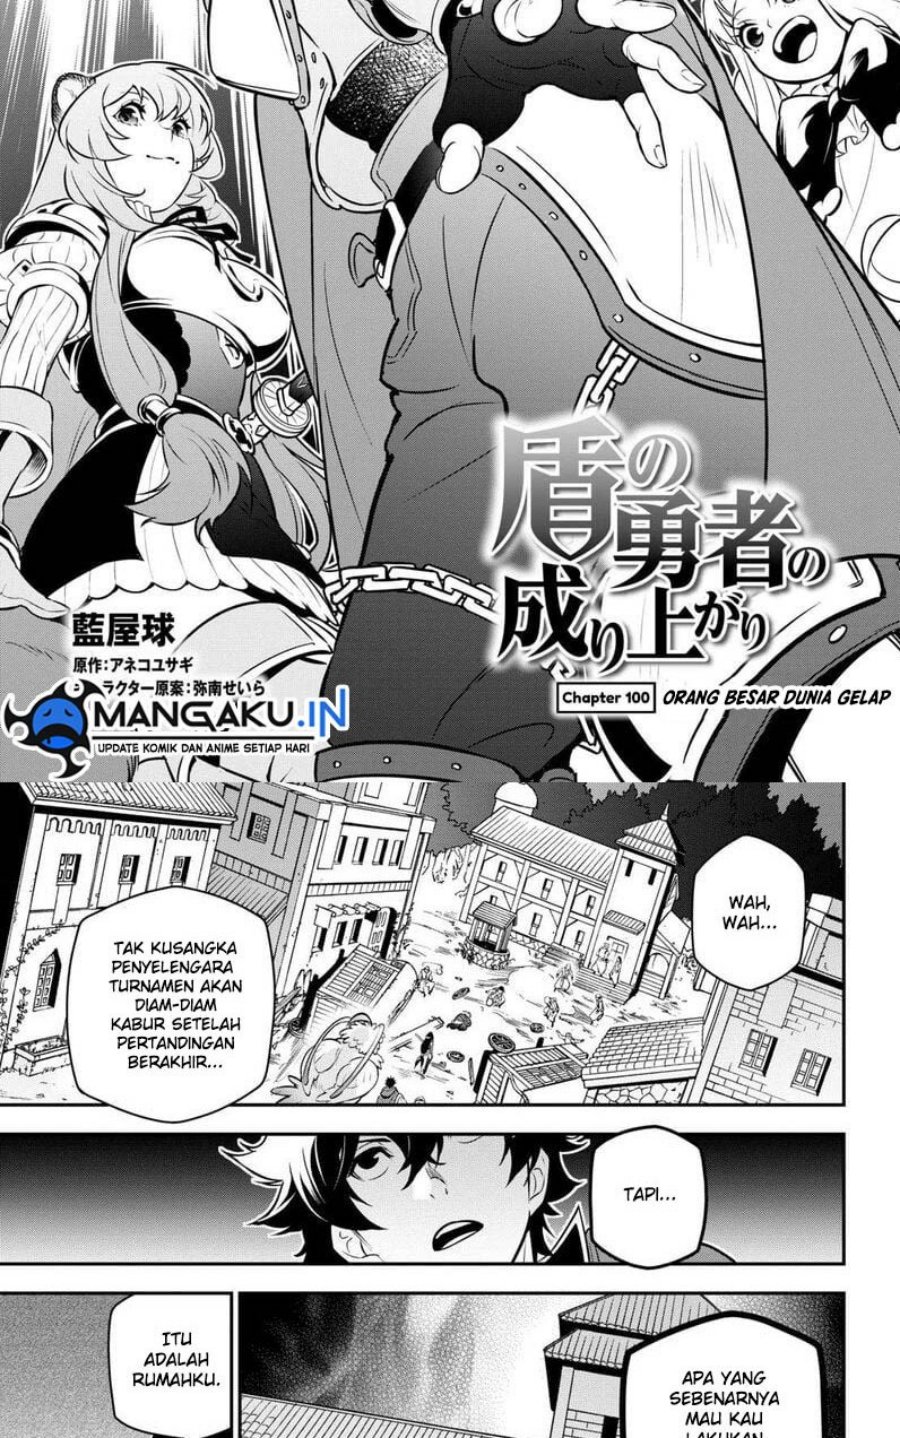 盾の勇者の
成り上がり
Chapter 100
ORANG BESAR DUNIA GELAP
藍屋球
原作:アネコユサギ
ラクター原案:弥南せいら
MANGAKU.IN
UPDATE KOMIK DAN ANIME SETIAP HARI
WAH,
WAH...
TAK KUSANGKA
PENYELENGARA
TURNAMEN AKAN
DIAM-DIAM
KABUR SETELAH
PERTANDINGAN
BERAKHIR...
TAPI...
ITU
ADALAH
RUMAHKU.
APA YANG
SEBENARNYA
MAU KAU
LAKUKAN